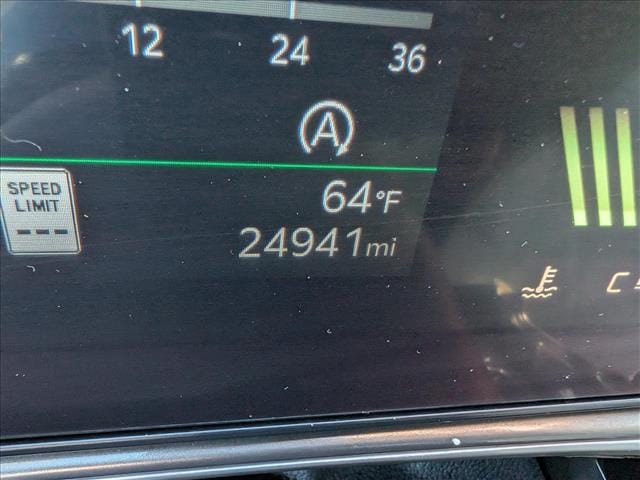 12 24 36
A
SPEED
LIMIT
---
64°F
24941mi
C